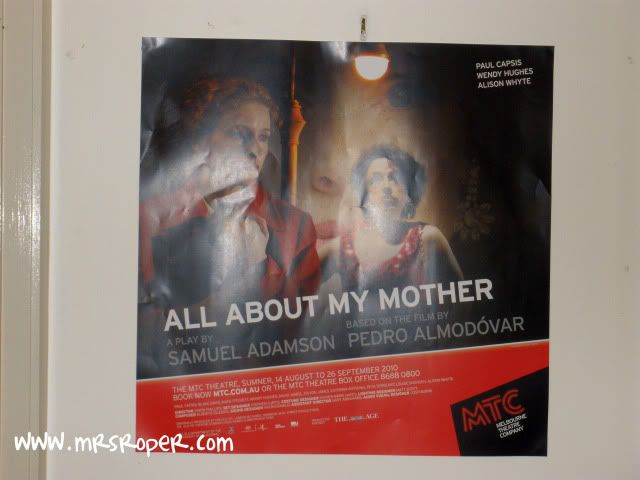 PAUL CAPSIS
WENDY HUGHES
ALISON WHYTE
ALL ABOUT MY MOTHER
A PLAY BY
SAMUEL ADAMSON
BASED ON THE FILM BY
PEDRO ALMODÓVAR
THE MTC THEATRE, SUMNER, 14 AUGUST TO 26 SEPTEMBER 2010
BOOK NOW MTC.COM.AU OR THE MTC THEATRE BOX OFFICE 8688 0800
THE AGE
MTC
MELBOURNE
THEATRE
COMPANY
www.mrsroper.com